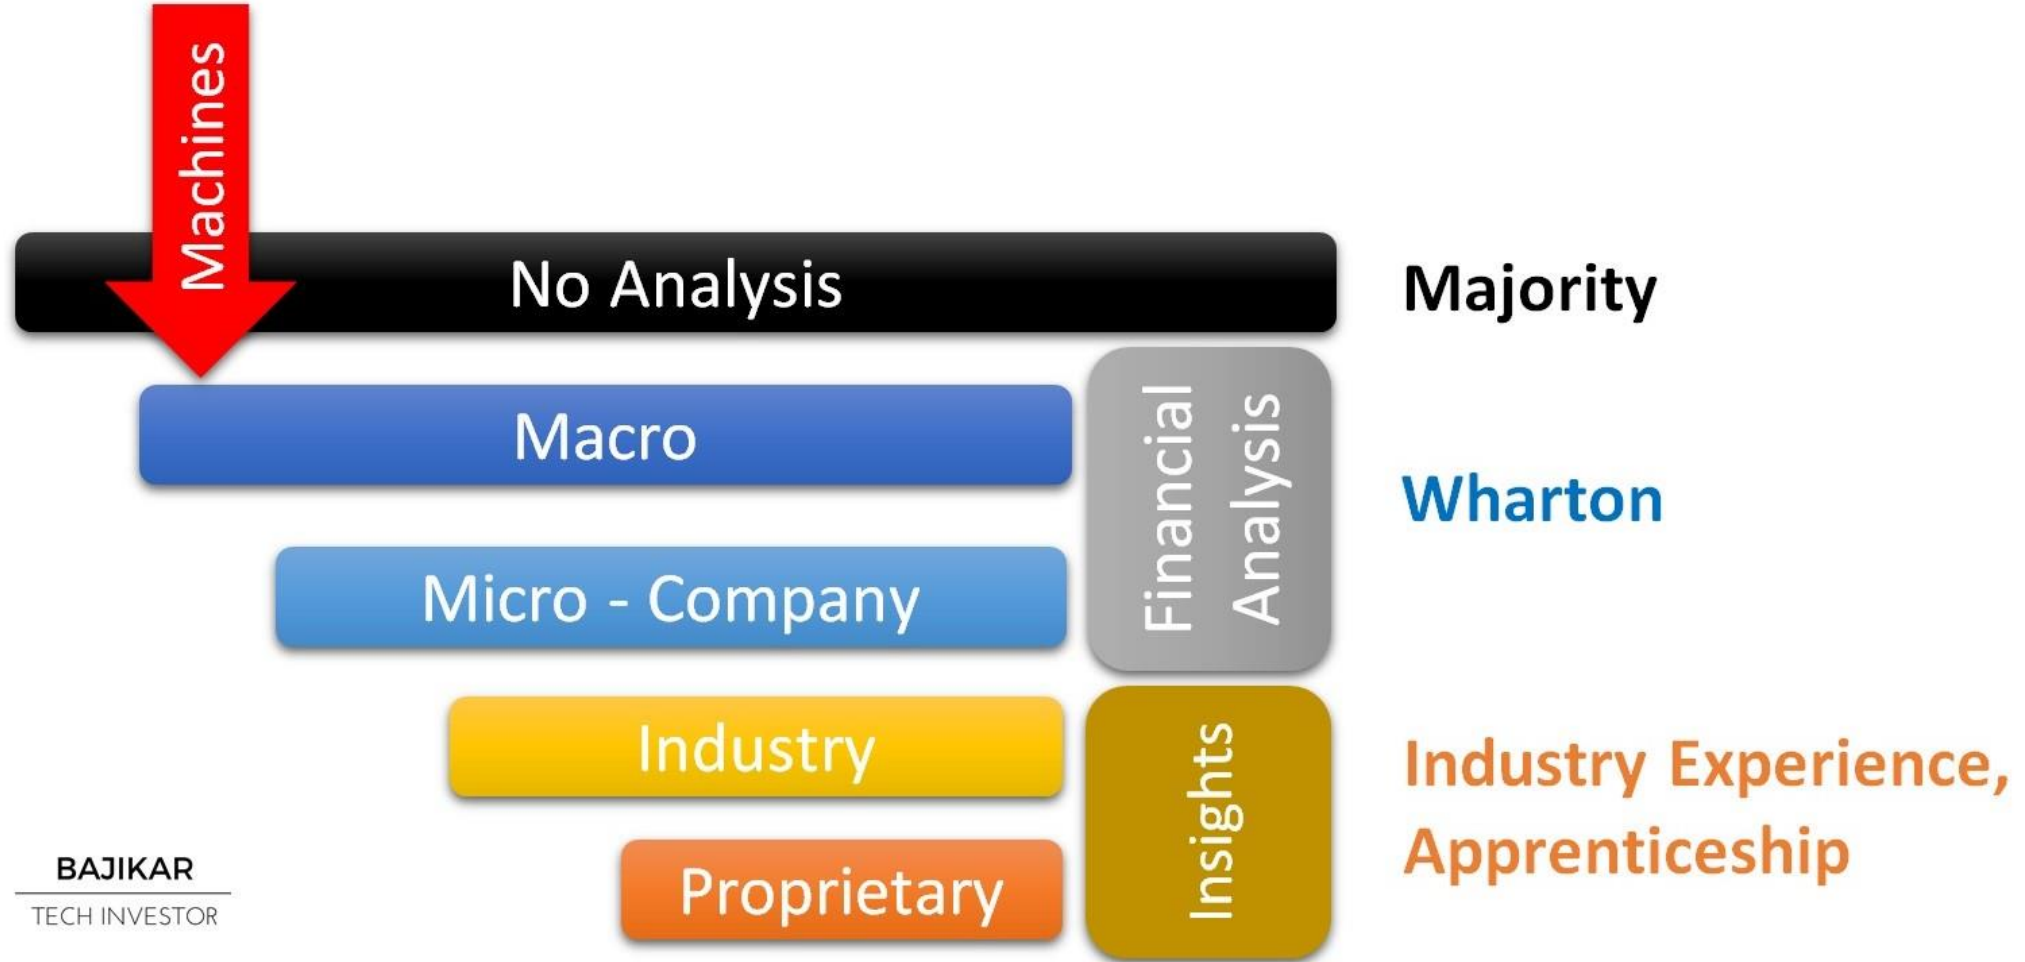 Machines
No Analysis
Majority
Macro
Financial
Analysis
Wharton
Micro - Company
Industry
Insights
Industry Experience,
Apprenticeship
Proprietary
BAJIKAR
TECH INVESTOR